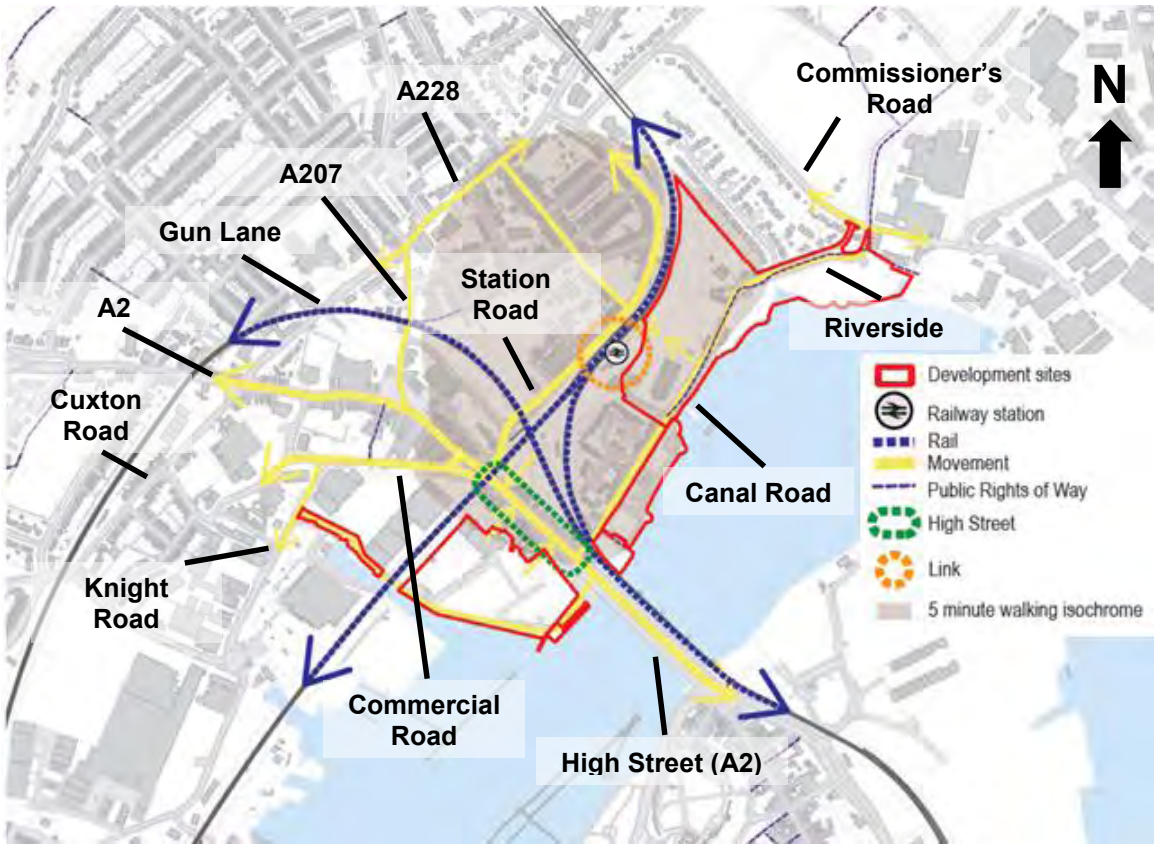 Commissioner's
Road
N
A228
A207
Gun Lane
Station
Road
A2
Riverside
Cuxton
Road
Development sites
Railway station
Rail
Movement
Public Rights of Way
High Street
Link
5 minute walking isochrome
Canal Road
Knight
Road
Commercial
Road
High Street (A2)